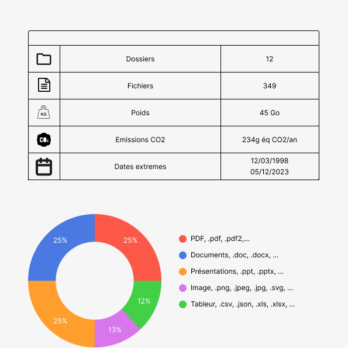 Dossiers 12
Fichiers 349
KG
Poids 45 Go
CO₂
Emissions CO2 234g éq CO2/an
Dates extremes 12/03/1998
05/12/2023
25% 25%
12%
13%
25%
PDF, .pdf, .pdf2,...
Documents, .doc, .docx, ...
Présentations, .ppt, .pptx, ...
Image, .png, .jpeg, .jpg, .svg, ...
Tableur, .csv, .json, .xls, .xlsx, ...